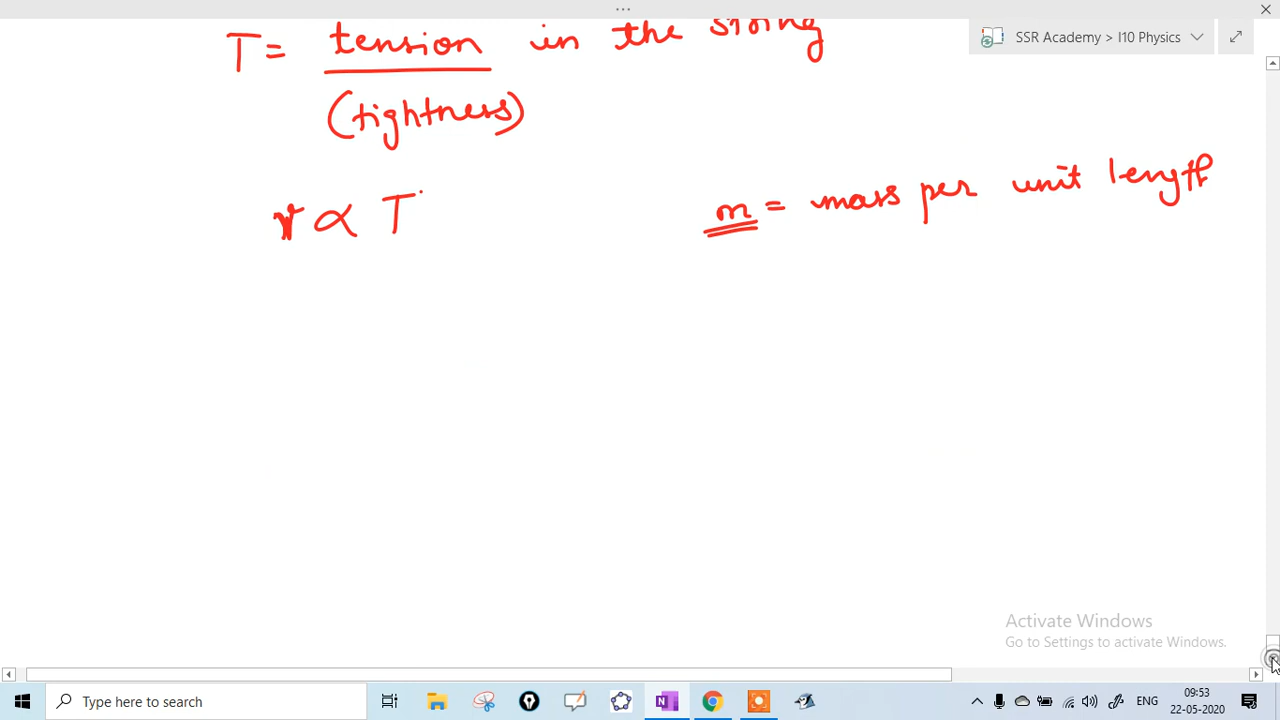 SSR Academy > I10 Physics
T = tension in the string
(tightness)
m = mass per unit length
v ∝ T
Activate Windows
Go to Settings to activate Windows.
Type here to search
ENG
09:53
22-05-2020